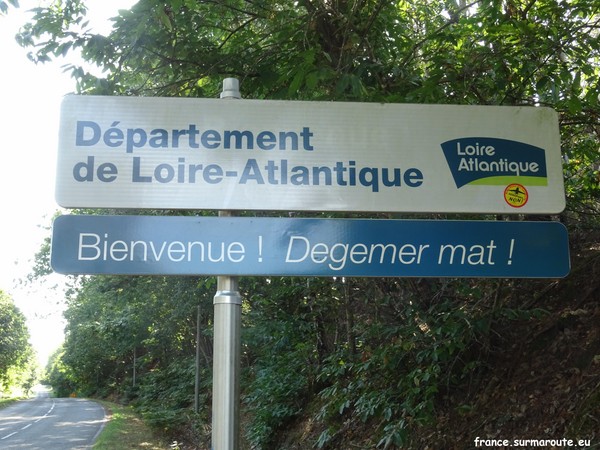 Département
de Loire-Atlantique
Loire
Atlantique
Bienvenue ! Degemer mat !
france.surmaroute.eu